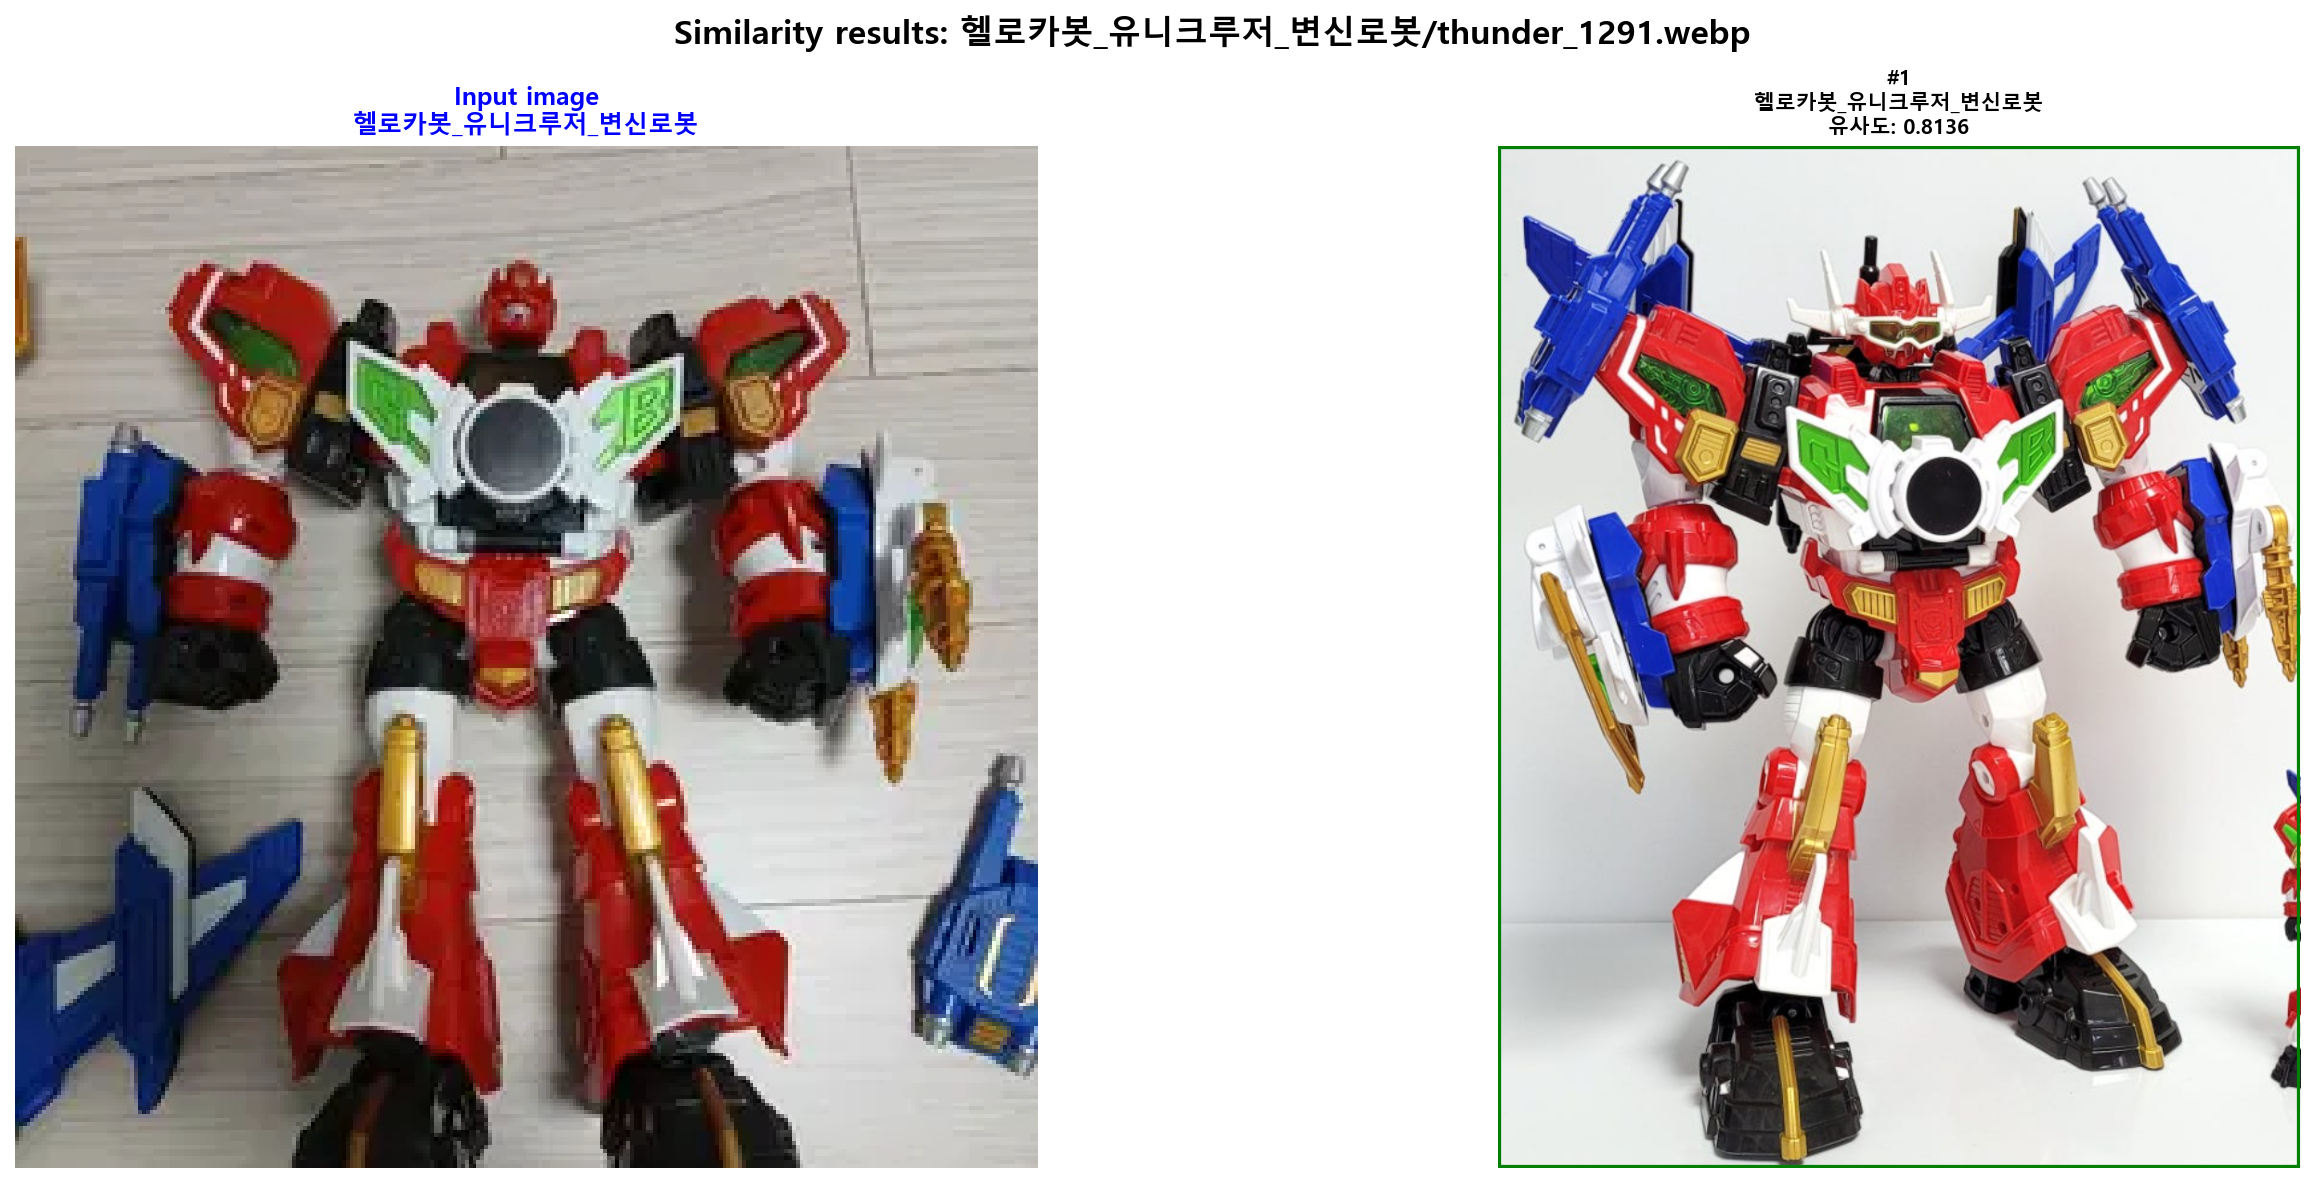 Similarity results: 헬로카봇_유니크루저_변신로봇/thunder_1291.webp
Input image
헬로카봇_유니크루저_변신로봇
#1
헬로카봇_유니크루저_변신로봇
유사도: 0.8136
B